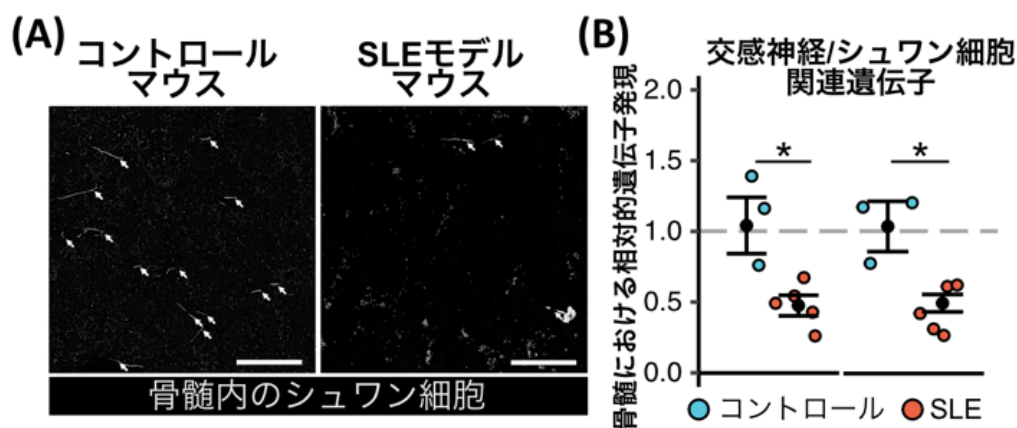 (A)
コントロール
マウス
SLEモデル
マウス
骨髄内のシュワン細胞
(B)
交感神経/シュワン細胞
関連遺伝子
骨髄における相対的遺伝子発現
2.0
1.5
1.0
0.5
0.0
*
*
コントロール
SLE